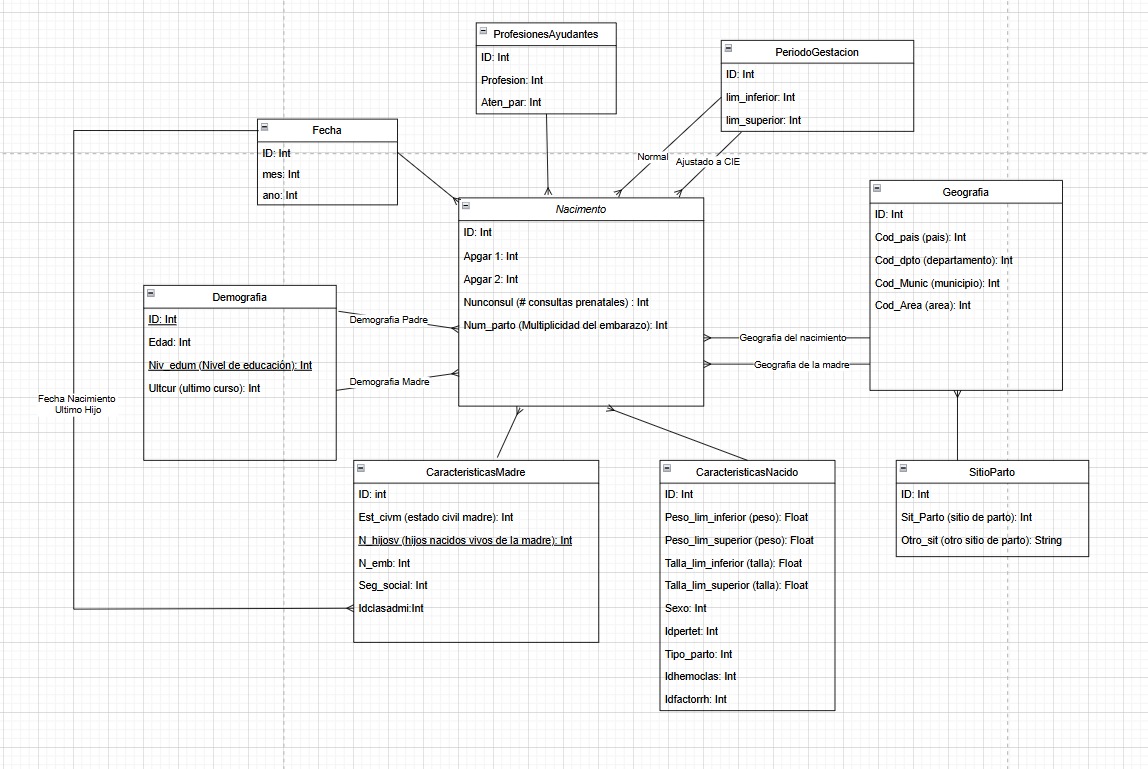 ProfesionesAyudantes
ID: Int
Profesion: Int
Aten_par: Int
PeriodoGestacion
ID: Int
lim_inferior: Int
lim_superior: Int
Fecha
ID: Int
mes: Int
ano: Int
Normal
Ajustado a CIE
Geografia
ID: Int
Cod_pais (pais): Int
Cod_dpto (departamento): Int
Cod_Munic (municipio): Int
Cod_Area (area): Int
Nacimento
ID: Int
Apgar 1: Int
Apgar 2: Int
Nunconsul (# consultas prenatales) : Int
Num_parto (Multiplicidad del embarazo): Int
Demografia
ID: Int
Edad: Int
Niv_edum (Nivel de educación): Int
Ultcur (ultimo curso): Int
Demografia Padre
Demografia Madre
Geografia del nacimiento
Geografia de la madre
Fecha Nacimiento
Ultimo Hijo
CaracteristicasMadre
ID: int
Est_civm (estado civil madre): Int
N_hijosv (hijos nacidos vivos de la madre): Int
N_emb: Int
Seg_social: Int
Idclasadmi:Int
CaracteristicasNacido
ID: Int
Peso_lim_inferior (peso): Float
Peso_lim_superior (peso): Float
Talla_lim_inferior (talla): Float
Talla_lim_superior (talla): Float
Sexo: Int
Idpertet: Int
Tipo_parto: Int
Idhemoclas: Int
Idfactorrh: Int
SitioParto
ID: Int
Sit_Parto (sitio de parto): Int
Otro_sit (otro sitio de parto): String